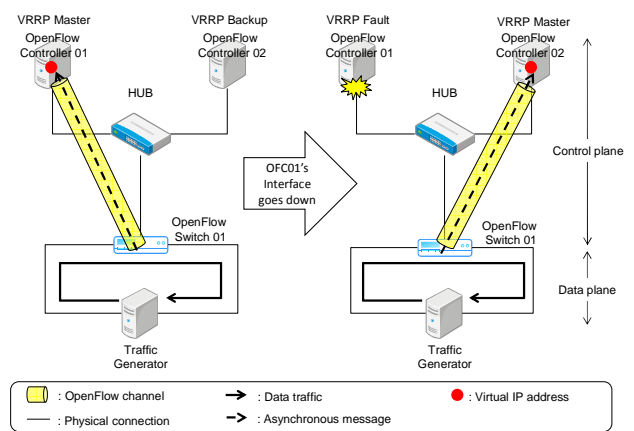 VRRP Master
OpenFlow
Controller 01
VRRP Backup
OpenFlow
Controller 02
HUB
OpenFlow
Switch 01
Traffic
Generator
OFC01's
Interface
goes down
VRRP Fault
OpenFlow
Controller 01
VRRP Master
OpenFlow
Controller 02
HUB
OpenFlow
Switch 01
Traffic
Generator
Control plane
Data plane
: OpenFlow channel
: Data traffic
: Virtual IP address
: Physical connection
: Asynchronous message